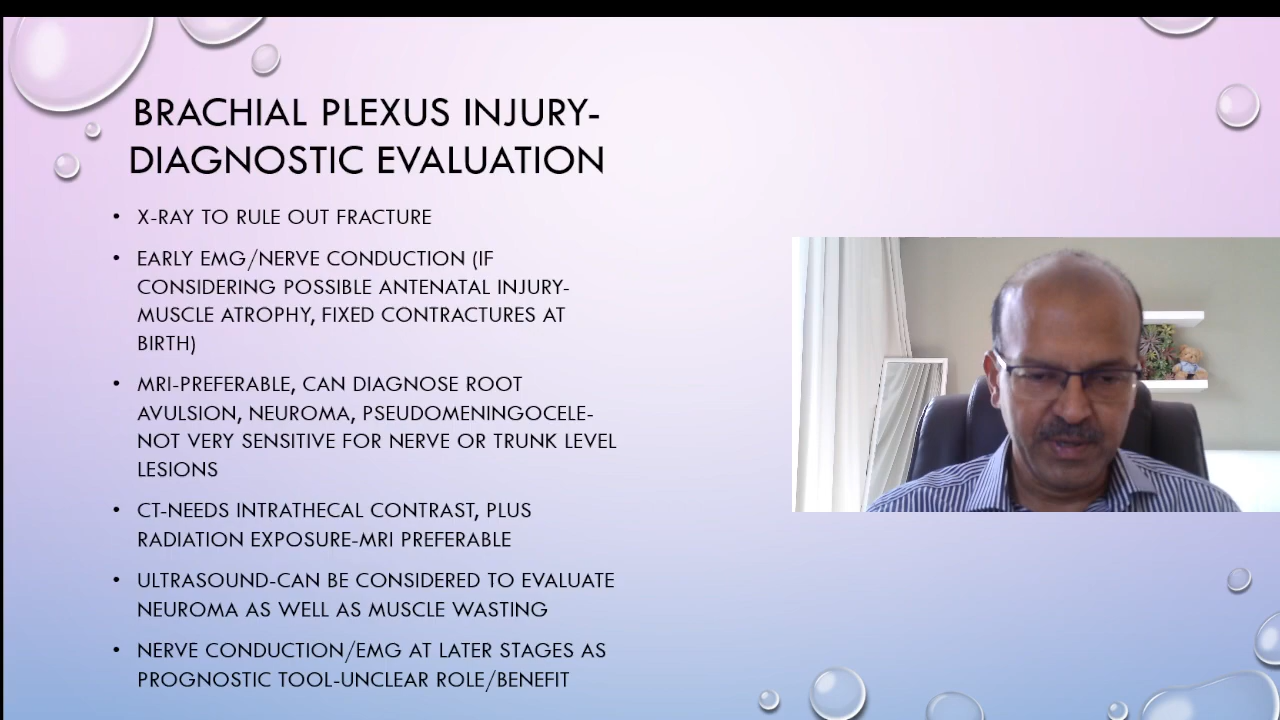 BRACHIAL PLEXUS INJURY-
DIAGNOSTIC EVALUATION
• X-RAY TO RULE OUT FRACTURE
• EARLY EMG/NERVE CONDUCTION (IF
CONSIDERING POSSIBLE ANTENATAL INJURY-
MUSCLE ATROPHY, FIXED CONTRACTURES AT
BIRTH)
• MRI-PREFERABLE, CAN DIAGNOSE ROOT
AVULSION, NEUROMA, PSEUDOMENINGOCELE-
NOT VERY SENSITIVE FOR NERVE OR TRUNK LEVEL
LESIONS
• CT-NEEDS INTRATHECAL CONTRAST, PLUS
RADIATION EXPOSURE-MRI PREFERABLE
• ULTRASOUND-CAN BE CONSIDERED TO EVALUATE
NEUROMA AS WELL AS MUSCLE WASTING
• NERVE CONDUCTION/EMG AT LATER STAGES AS
PROGNOSTIC TOOL-UNCLEAR ROLE/BENEFIT